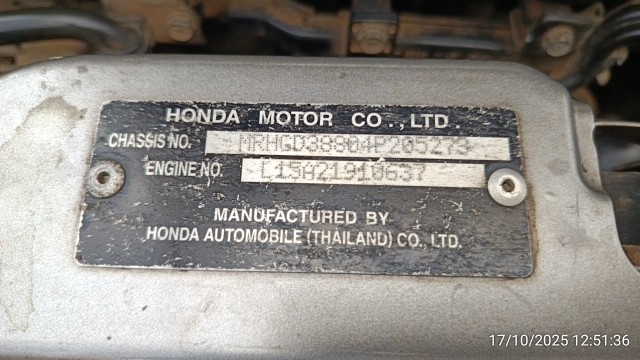 HONDA MOTOR CO., LTD.
CHASSIS NO. MRHGD38804P205273
ENGINE NO. L15A21910637
MANUFACTURED BY
HONDA AUTOMOBILE (THAILAND) CO., LTD.
17/10/2025 12:51:36